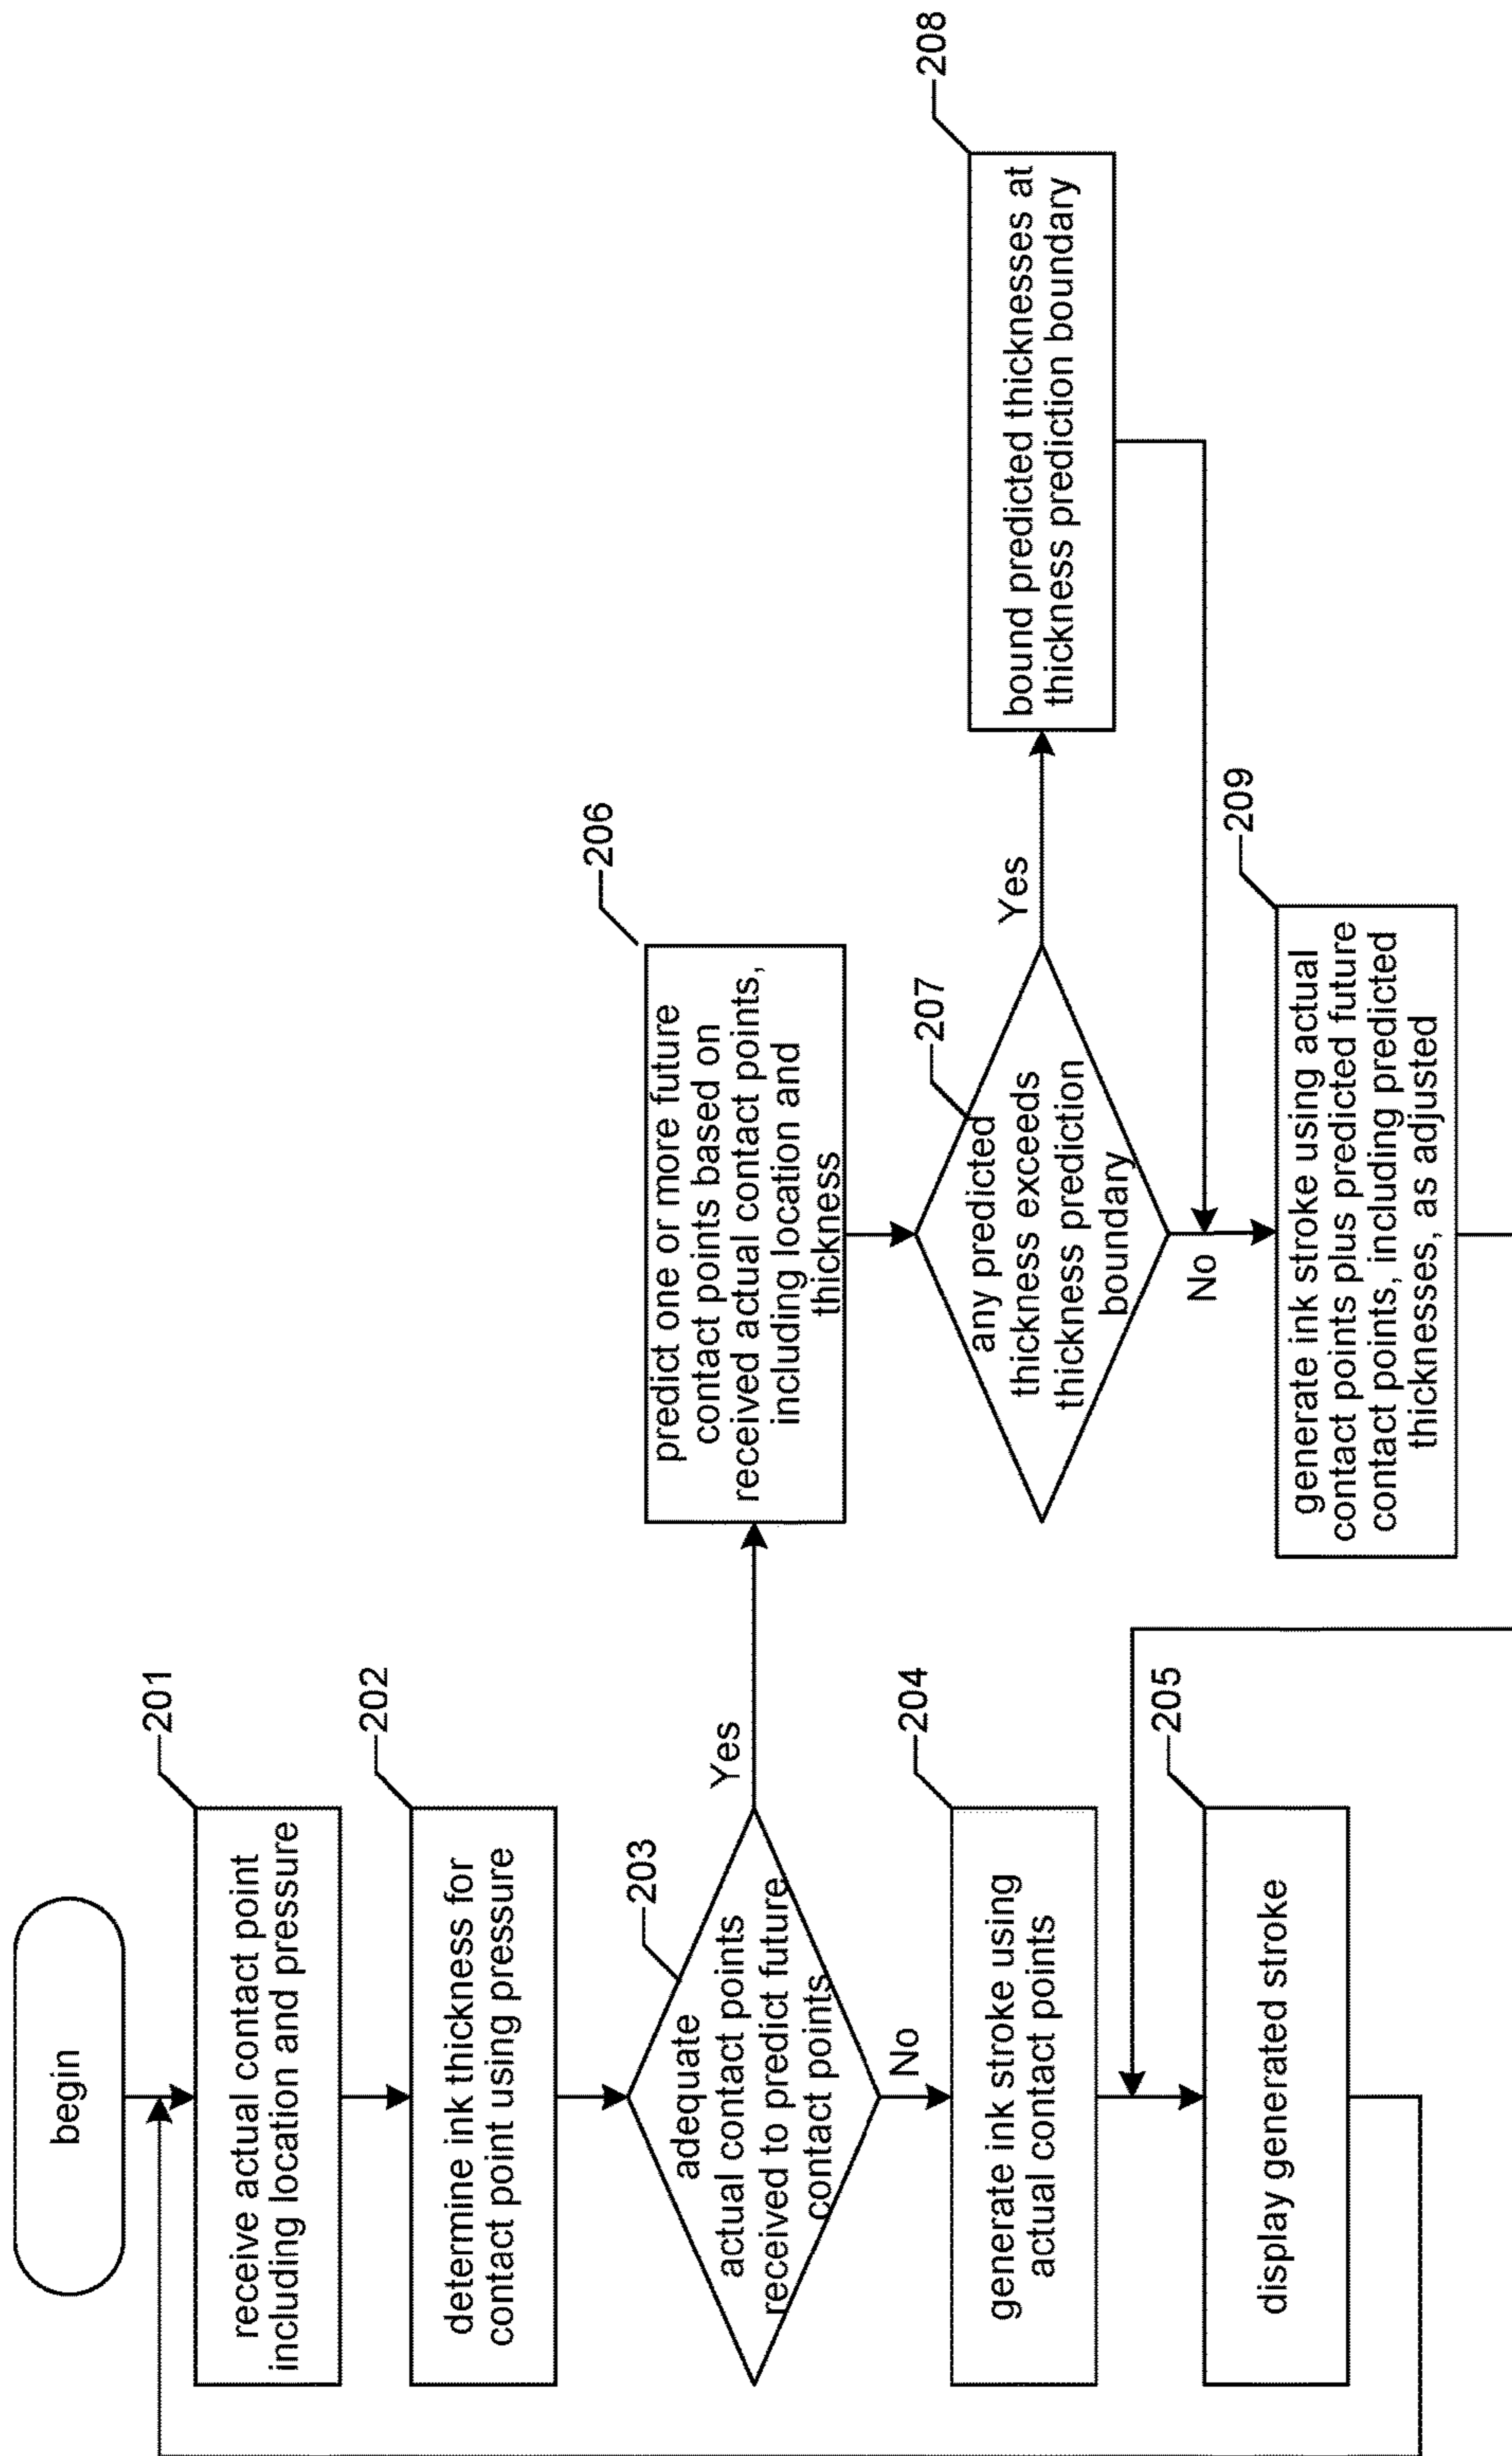 begin
201
receive actual contact point
including location and pressure
202
determine ink thickness for
contact point using pressure
203
adequate
actual contact points
received to predict future
contact points
Yes
No
204
generate ink stroke using
actual contact points
205
display generated stroke
206
predict one or more future
contact points based on
received actual contact points,
including location and
thickness
207
any predicted
thickness exceeds
thickness prediction
boundary
Yes
No
208
bound predicted thicknesses at
thickness prediction boundary
209
generate ink stroke using actual
contact points plus predicted future
contact points, including predicted
thicknesses, as adjusted